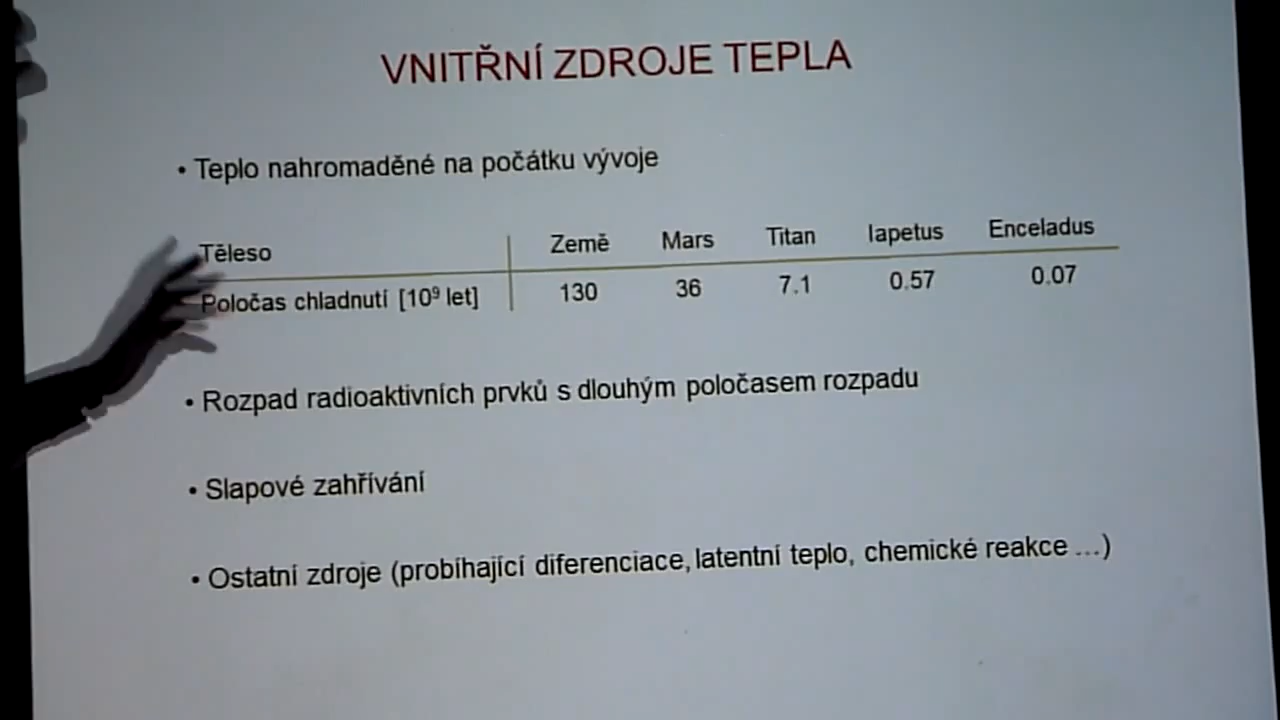 VNITŘNÍ ZDROJE TEPLA
• Teplo nahromaděné na počátku vývoje
Těleso Země Mars Titan Iapetus Enceladus
Poločas chladnutí [10⁹ let] 130 36 7.1 0.57 0.07
• Rozpad radioaktivních prvků s dlouhým poločasem rozpadu
• Slapové zahřívání
• Ostatní zdroje (probíhající diferenciace, latentní teplo, chemické reakce ...)